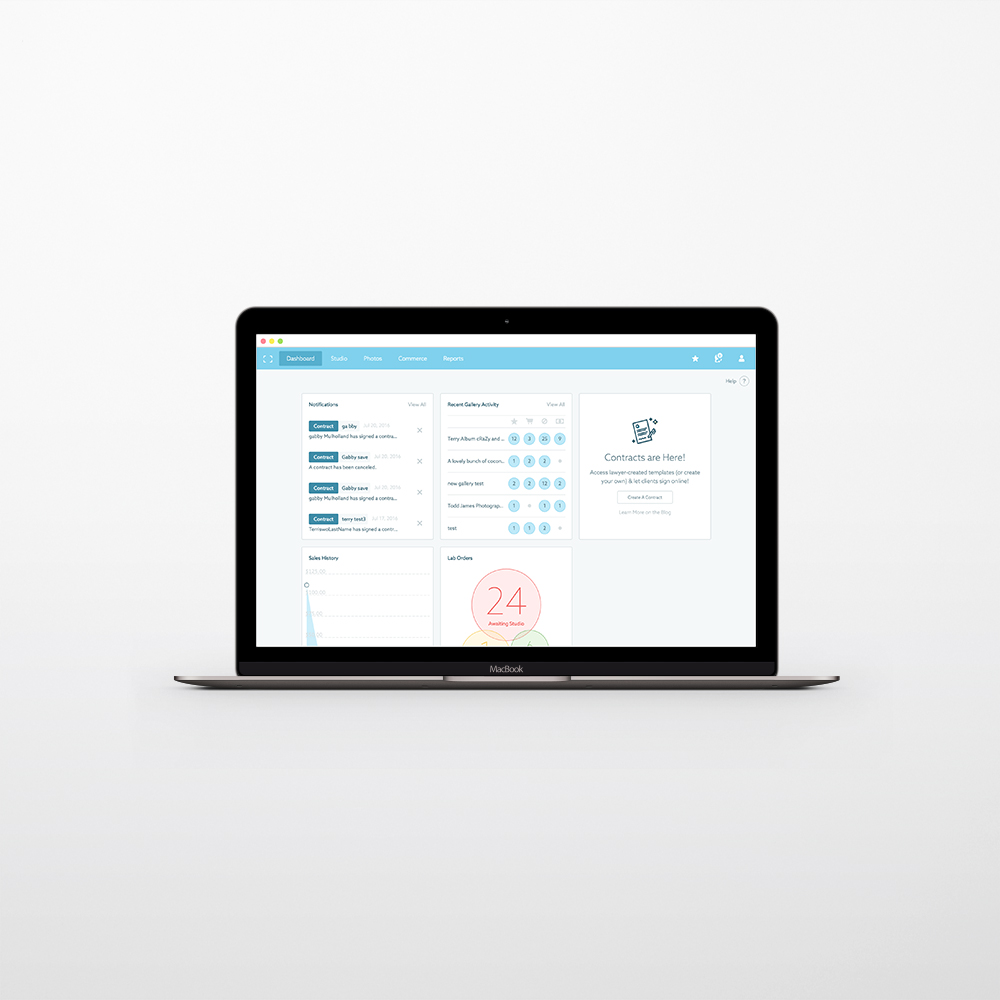 Dashboard
Studio
Photos
Commerce
Reports
Help ?
Notifications
View All
Contract gabby Jul 20, 2016
gabby Mulholland has signed a contra...
Contract Gabby save Jul 20, 2016
A contract has been canceled.
Contract Gabby save Jul 20, 2016
gabby Mulholland has signed a contra...
Contract terry test3 Jul 17, 2016
TerriswoLastName has signed a contr...
Recent Gallery Activity
View All
Terry Album cRaZy and ... 12 3 25 9
A lovely bunch of cocon... 1 2 2
new gallery test 2 2 12 2
Todd James Photograp... 1 1 1
test 1 1 2
Contracts are Here!
Access lawyer-created templates (or create
your own) & let clients sign online!
Create A Contract
Learn More on the Blog
Sales History
$125.00
$100.00
Lab Orders
24
Awaiting Studio
MacBook